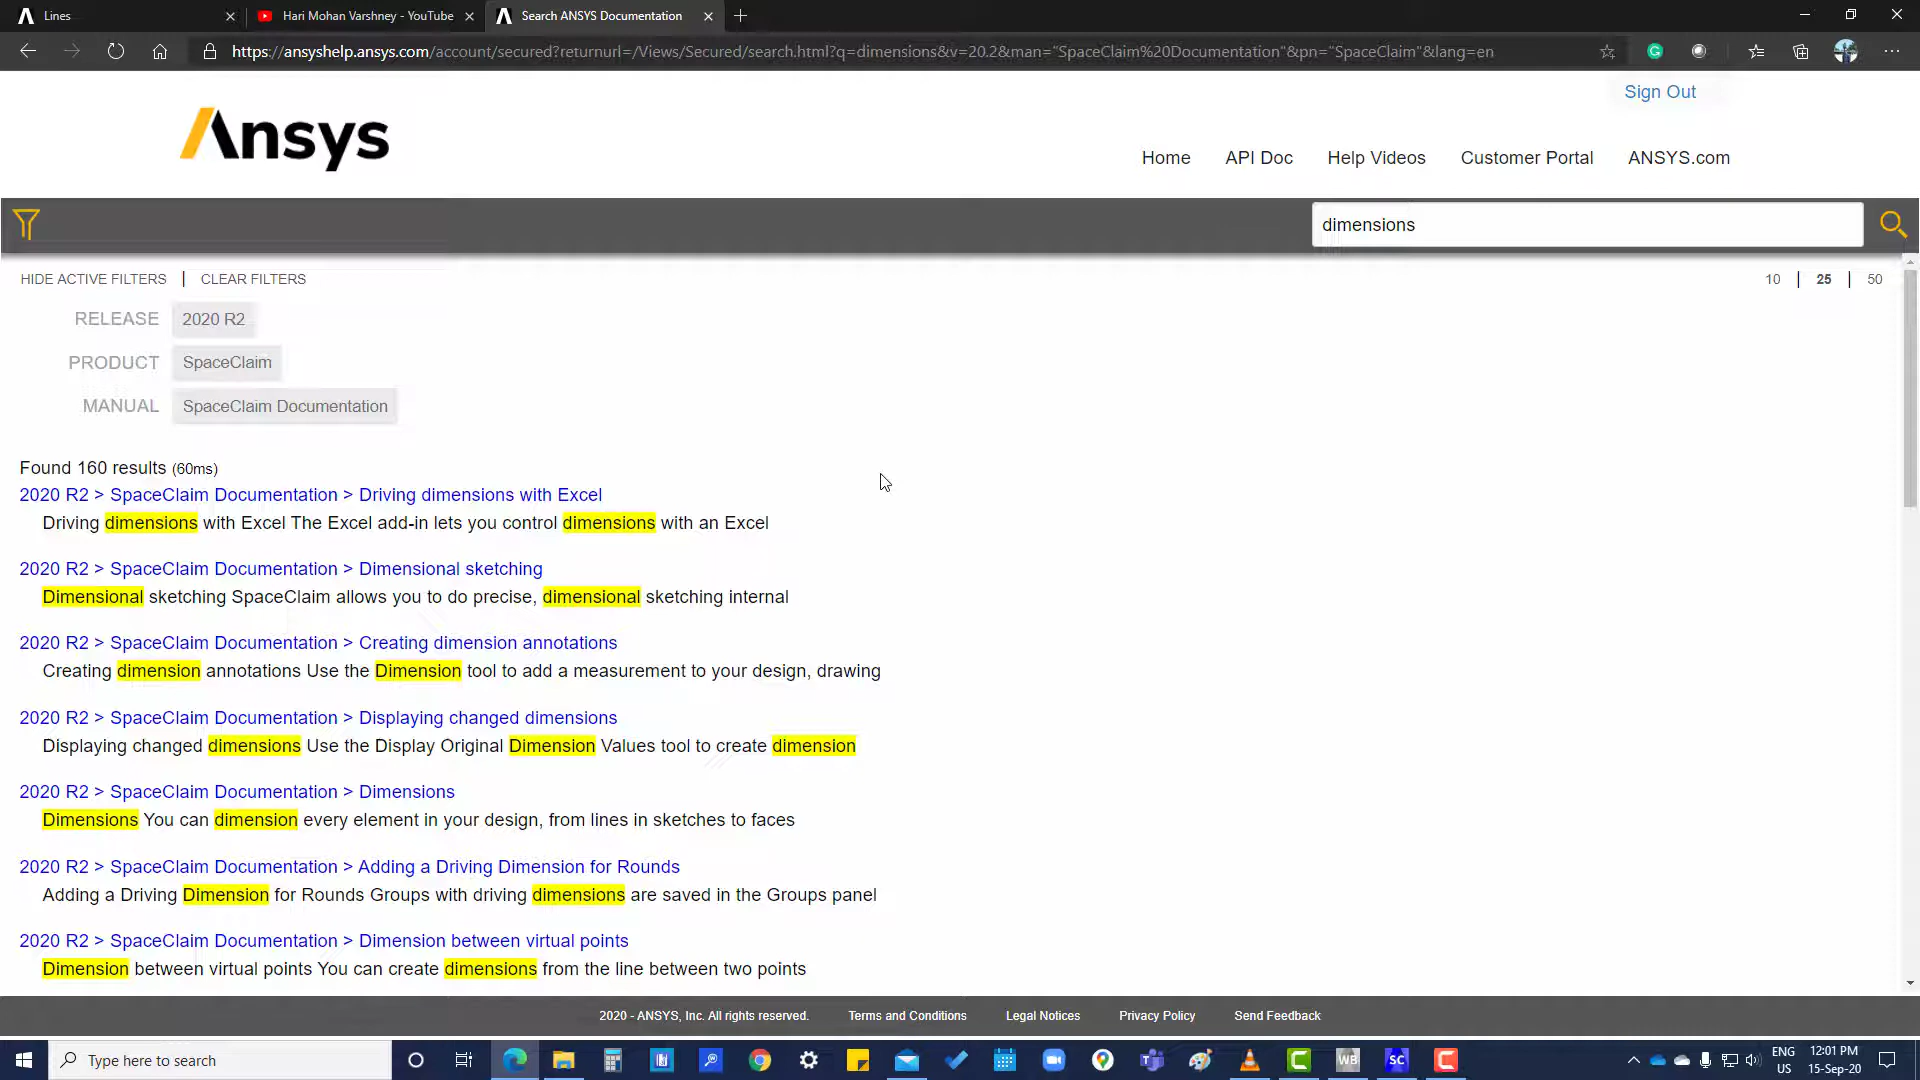 Lines
Hari Mohan Varshney - YouTube
Search ANSYS Documentation
https://ansyshelp.ansys.com/account/secured?returnurl=/Views/Secured/search.html?q=dimensions&v=20.2&man="SpaceClaim%20Documentation"&pn="SpaceClaim"&lang=en
Sign Out
Ansys
Home API Doc Help Videos Customer Portal ANSYS.com
dimensions
HIDE ACTIVE FILTERS | CLEAR FILTERS
10 | 25 | 50
RELEASE 2020 R2
PRODUCT SpaceClaim
MANUAL SpaceClaim Documentation
Found 160 results (60ms)
2020 R2 > SpaceClaim Documentation > Driving dimensions with Excel
Driving dimensions with Excel The Excel add-in lets you control dimensions with an Excel
2020 R2 > SpaceClaim Documentation > Dimensional sketching
Dimensional sketching SpaceClaim allows you to do precise, dimensional sketching internal
2020 R2 > SpaceClaim Documentation > Creating dimension annotations
Creating dimension annotations Use the Dimension tool to add a measurement to your design, drawing
2020 R2 > SpaceClaim Documentation > Displaying changed dimensions
Displaying changed dimensions Use the Display Original Dimension Values tool to create dimension
2020 R2 > SpaceClaim Documentation > Dimensions
Dimensions You can dimension every element in your design, from lines in sketches to faces
2020 R2 > SpaceClaim Documentation > Adding a Driving Dimension for Rounds
Adding a Driving Dimension for Rounds Groups with driving dimensions are saved in the Groups panel
2020 R2 > SpaceClaim Documentation > Dimension between virtual points
Dimension between virtual points You can create dimensions from the line between two points
2020 - ANSYS, Inc. All rights reserved. Terms and Conditions Legal Notices Privacy Policy Send Feedback
Type here to search
WB
SC
ENG
US
12:01 PM
15-Sep-20